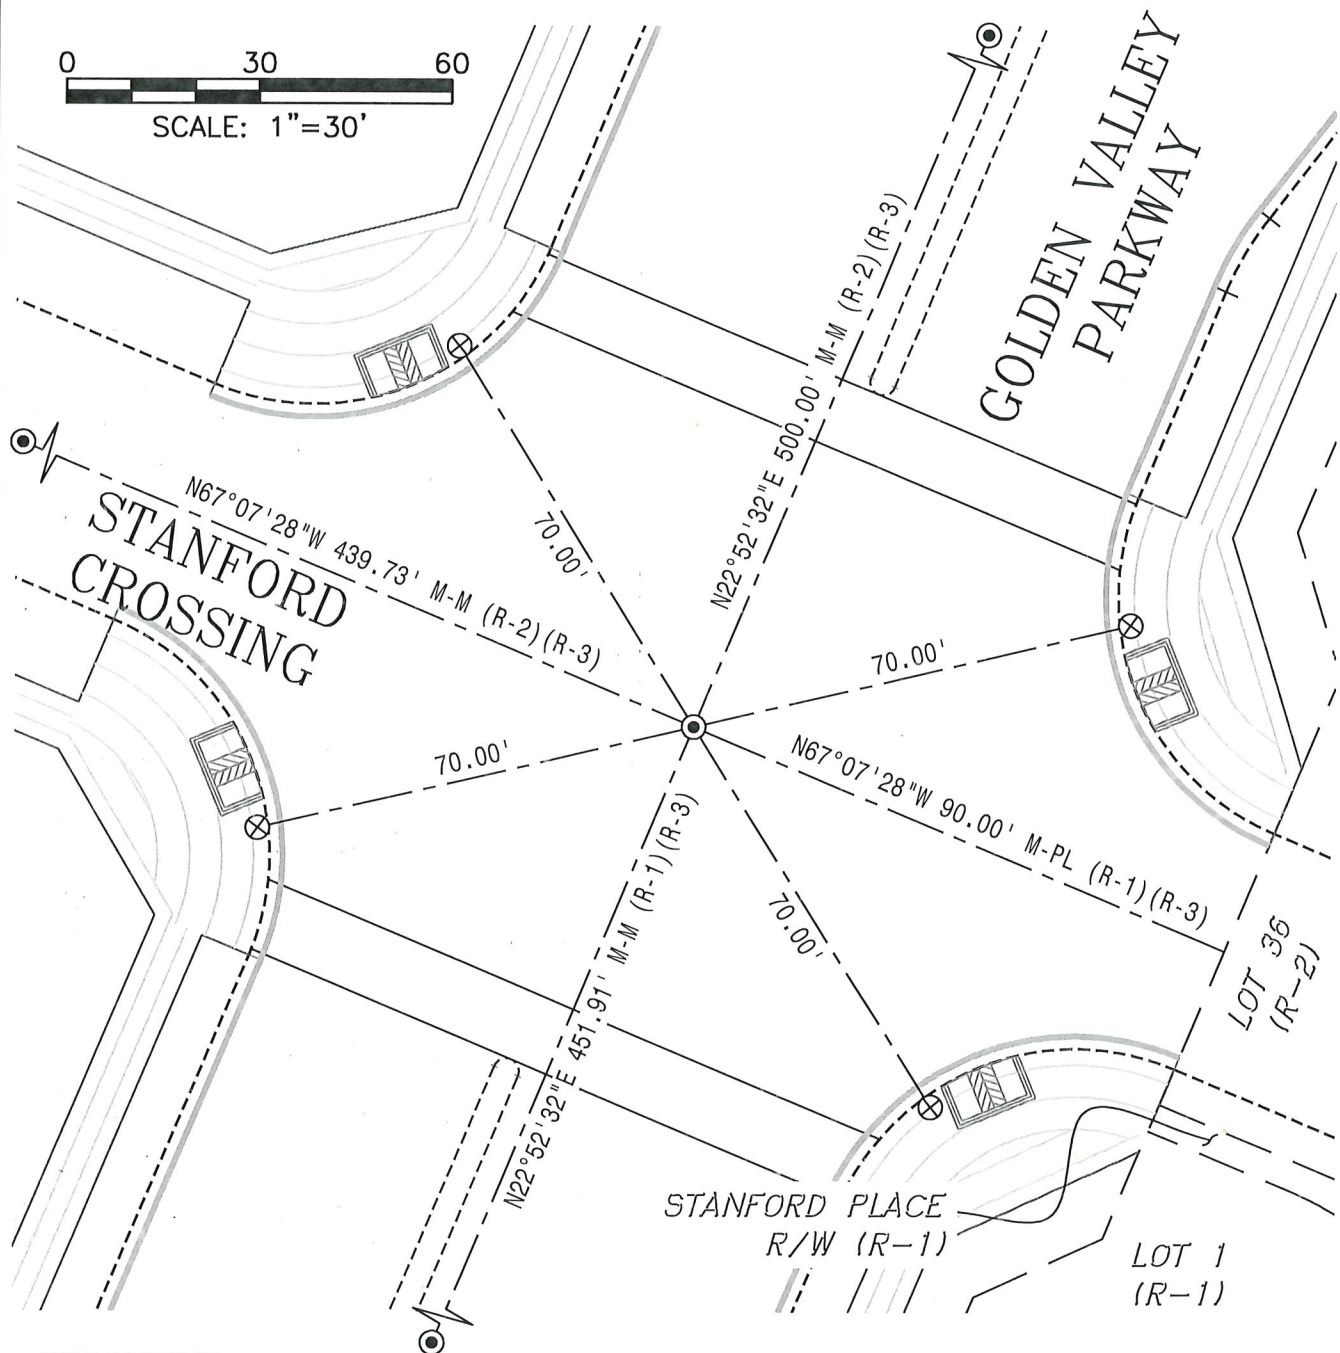 0 30 60
SCALE: 1"=30'
GOLDEN VALLEY
PARKWAY
N22°52'32"E 500.00' M-M (R-2)(R-3)
N67°07'28"W 439.73' M-M (R-2)(R-3)
STANFORD
CROSSING
70.00'
70.00'
70.00'
N67°07'28"W 90.00' M-PL (R-1)(R-3)
70.00'
N22°52'32"E 451.91' M-M (R-1)(R-3)
LOT 36
(R-2)
STANFORD PLACE
R/W (R-1)
LOT 1
(R-1)